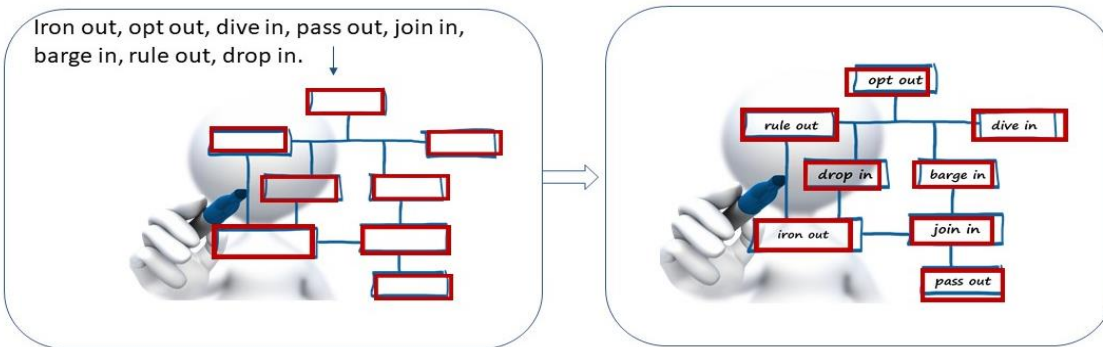 Iron out, opt out, dive in, pass out, join in,
barge in, rule out, drop in.
opt out
rule out
dive in
drop in
barge in
iron out
join in
pass out